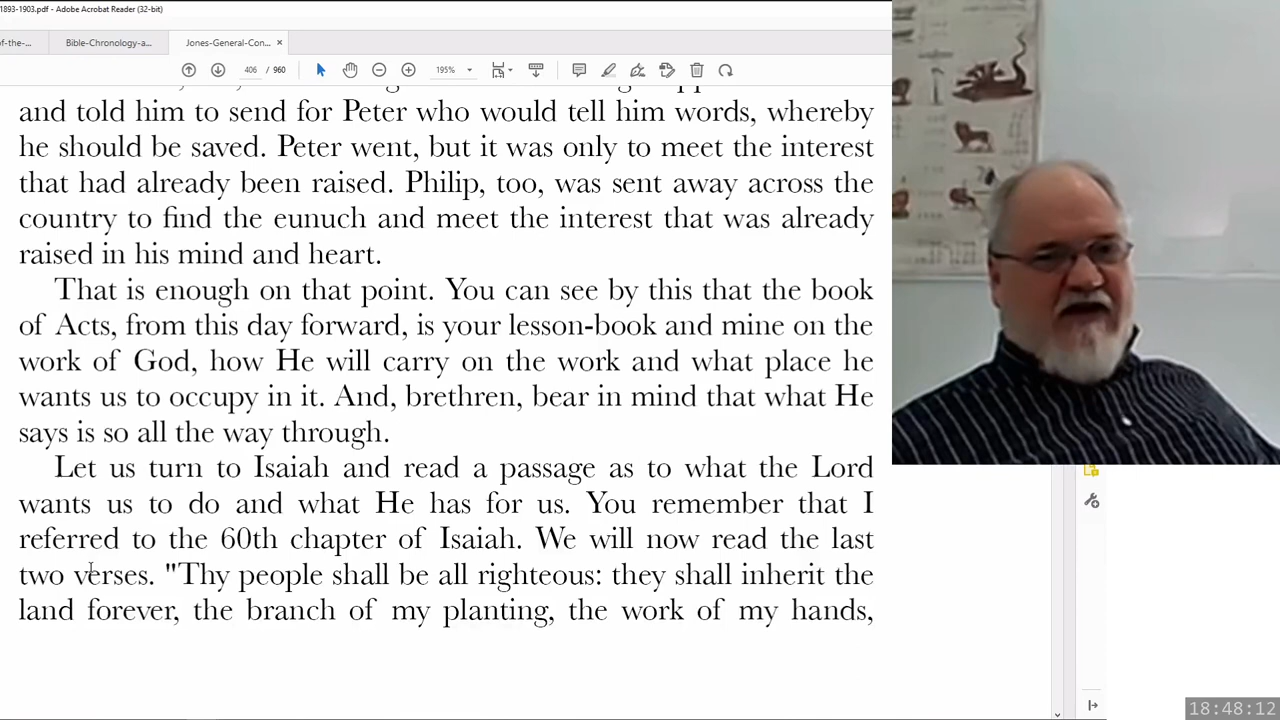 1893-1903.pdf - Adobe Acrobat Reader (32-bit)
of-the-... Bible-Chronology-a... Jones-General-Con... ×
406 / 960 195%
and told him to send for Peter who would tell him words, whereby
he should be saved. Peter went, but it was only to meet the interest
that had already been raised. Philip, too, was sent away across the
country to find the eunuch and meet the interest that was already
raised in his mind and heart.
That is enough on that point. You can see by this that the book
of Acts, from this day forward, is your lesson-book and mine on the
work of God, how He will carry on the work and what place he
wants us to occupy in it. And, brethren, bear in mind that what He
says is so all the way through.
Let us turn to Isaiah and read a passage as to what the Lord
wants us to do and what He has for us. You remember that I
referred to the 60th chapter of Isaiah. We will now read the last
two verses. "Thy people shall be all righteous: they shall inherit the
land forever, the branch of my planting, the work of my hands,
18:48:12